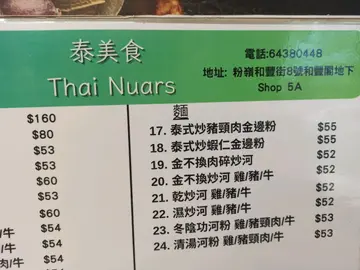 泰美食
Thai Nuars
電話:64380448
地址: 粉嶺和豐街8號和豐閣地下
Shop 5A
$160
$80
$53
$53
$60
$53
$60
牛 $54
牛 $54
肉/牛 $54
肉/牛
麵
17. 泰式炒豬頸肉金邊粉 $55
18. 泰式炒蝦仁金邊粉 $55
19. 金不換肉碎炒河 $52
20. 金不換炒河 雞/豬/牛 $52
21. 乾炒河 雞/豬/牛 $52
22. 濕炒河 雞/豬/牛 $52
23. 冬陰功河粉 雞/豬頸肉/牛 $53
24. 清湯河粉 雞/豬頸肉/牛 $53